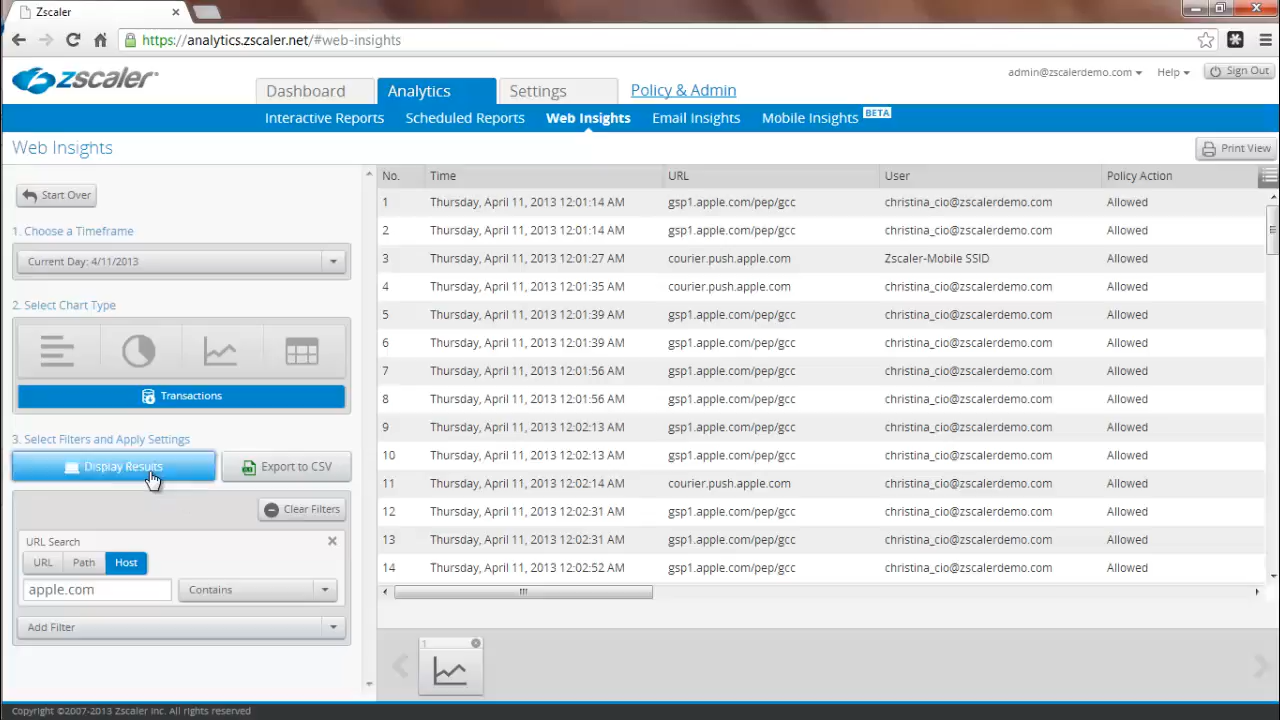 Zscaler
https://analytics.zscaler.net/#web-insights
zscaler
Dashboard Analytics Settings Policy & Admin
admin@zscalerdemo.com Help Sign Out
Interactive Reports Scheduled Reports Web Insights Email Insights Mobile Insights BETA
Web Insights
Print View
Start Over
1. Choose a Timeframe
Current Day: 4/11/2013
2. Select Chart Type
Transactions
3. Select Filters and Apply Settings
Display Results Export to CSV
Clear Filters
URL Search
URL Path Host
apple.com Contains
Add Filter
No. Time URL User Policy Action
1 Thursday, April 11, 2013 12:01:14 AM gsp1.apple.com/pep/gcc christina_cio@zscalerdemo.com Allowed
2 Thursday, April 11, 2013 12:01:14 AM gsp1.apple.com/pep/gcc christina_cio@zscalerdemo.com Allowed
3 Thursday, April 11, 2013 12:01:27 AM courier.push.apple.com Zscaler-Mobile SSID Allowed
4 Thursday, April 11, 2013 12:01:35 AM courier.push.apple.com christina_cio@zscalerdemo.com Allowed
5 Thursday, April 11, 2013 12:01:39 AM gsp1.apple.com/pep/gcc christina_cio@zscalerdemo.com Allowed
6 Thursday, April 11, 2013 12:01:39 AM gsp1.apple.com/pep/gcc christina_cio@zscalerdemo.com Allowed
7 Thursday, April 11, 2013 12:01:56 AM gsp1.apple.com/pep/gcc christina_cio@zscalerdemo.com Allowed
8 Thursday, April 11, 2013 12:01:56 AM gsp1.apple.com/pep/gcc christina_cio@zscalerdemo.com Allowed
9 Thursday, April 11, 2013 12:02:13 AM gsp1.apple.com/pep/gcc christina_cio@zscalerdemo.com Allowed
10 Thursday, April 11, 2013 12:02:13 AM gsp1.apple.com/pep/gcc christina_cio@zscalerdemo.com Allowed
11 Thursday, April 11, 2013 12:02:14 AM courier.push.apple.com christina_cio@zscalerdemo.com Allowed
12 Thursday, April 11, 2013 12:02:31 AM gsp1.apple.com/pep/gcc christina_cio@zscalerdemo.com Allowed
13 Thursday, April 11, 2013 12:02:31 AM gsp1.apple.com/pep/gcc christina_cio@zscalerdemo.com Allowed
14 Thursday, April 11, 2013 12:02:52 AM gsp1.apple.com/pep/gcc christina_cio@zscalerdemo.com Allowed
1
Copyright ©2007-2013 Zscaler Inc. All rights reserved